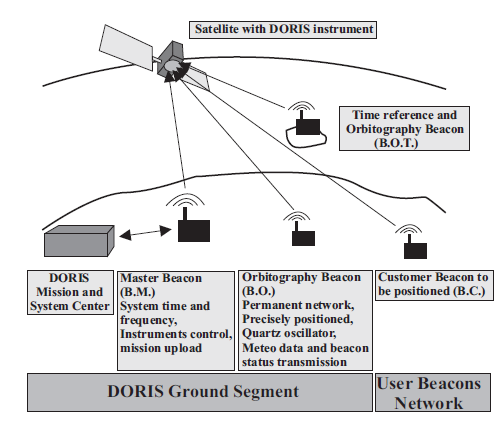 Satellite with DORIS instrument
Time reference and
Orbitography Beacon
(B.O.T.)
DORIS
Mission and
System Center
Master Beacon
(B.M.)
System time and
frequency,
Instruments control,
mission upload
Orbitography Beacon
(B.O.)
Permanent network,
Precisely positioned,
Quartz oscillator,
Meteo data and beacon
status transmission
Customer Beacon to
be positioned (B.C.)
DORIS Ground Segment
User Beacons
Network